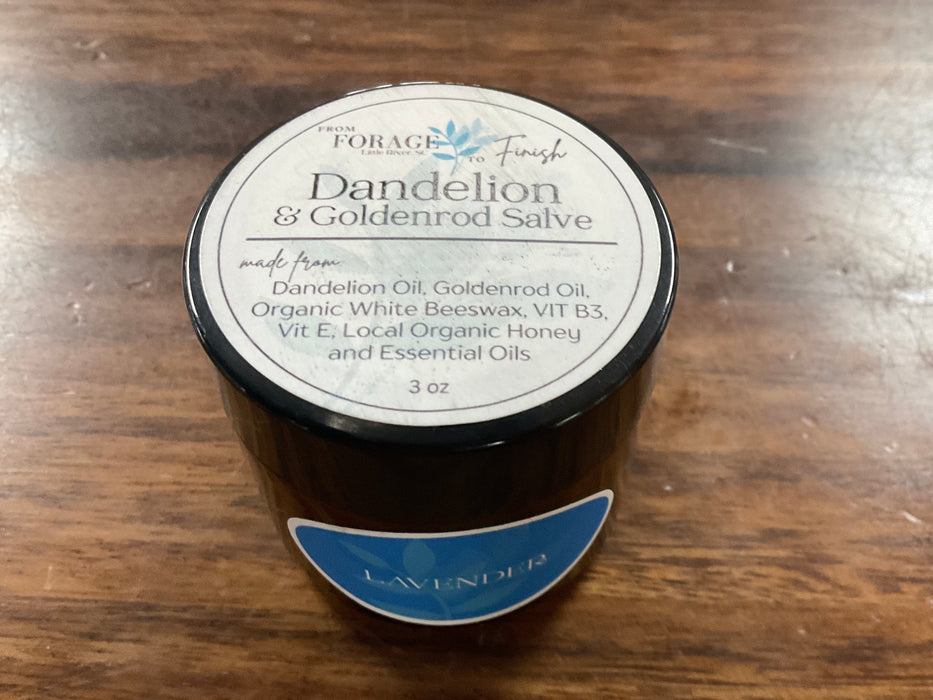 FROM
FORAGE
Little River, SC
TO Finish
Dandelion
& Goldenrod Salve
made from
Dandelion Oil, Goldenrod Oil,
Organic White Beeswax, VIT B3,
Vit E, Local Organic Honey
and Essential Oils
3 oz
LAVENDER